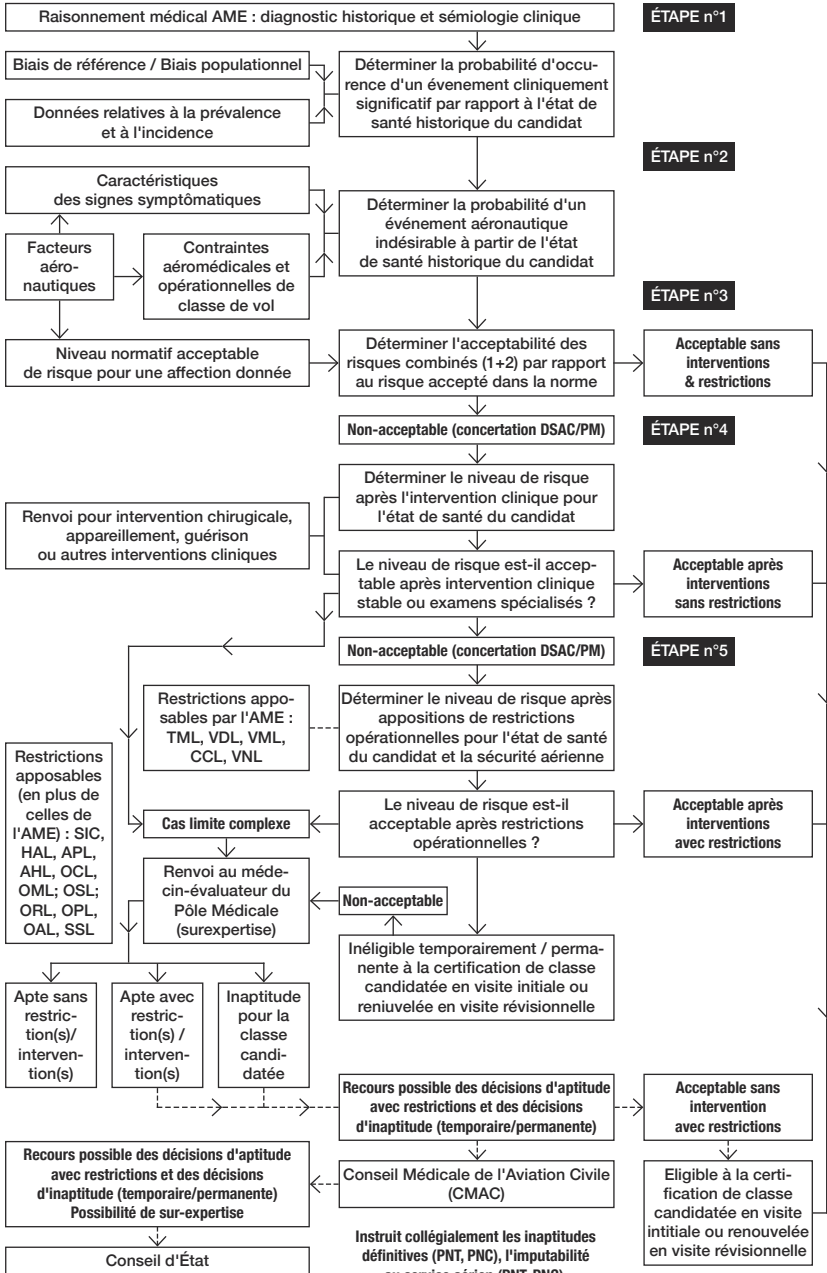 Raisonnement médical AME : diagnostic historique et sémiologie clinique
ÉTAPE n°1
Biais de référence / Biais populationnel
Déterminer la probabilité d'occu-
rence d'un évenement cliniquement
significatif par rapport à l'état de
santé historique du candidat
Données relatives à la prévalence
et à l'incidence
ÉTAPE n°2
Caractéristiques
des signes symptômatiques
Déterminer la probabilité d'un
événement aéronautique
indésirable à partir de l'état
de santé historique du candidat
Facteurs
aéro-
nautiques
Contraintes
aéromédicales et
opérationnelles de
classe de vol
ÉTAPE n°3
Niveau normatif acceptable
de risque pour une affection donnée
Déterminer l'acceptabilité des
risques combinés (1+2) par rapport
au risque accepté dans la norme
Acceptable sans
interventions
& restrictions
Non-acceptable (concertation DSAC/PM)
ÉTAPE n°4
Déterminer le niveau de risque
après l'intervention clinique pour
l'état de santé du candidat
Renvoi pour intervention chirugicale,
appareillement, guérison
ou autres interventions cliniques
Le niveau de risque est-il accep-
table après intervention clinique
stable ou examens spécialisés ?
Acceptable après
interventions
sans restrictions
Non-acceptable (concertation DSAC/PM)
ÉTAPE n°5
Restrictions appo-
sables par l'AME :
TML, VDL, VML,
CCL, VNL
Déterminer le niveau de risque après
appositions de restrictions
opérationnelles pour l'état de santé
du candidat et la sécurité aérienne
Restrictions
apposables
(en plus de
celles de
l'AME) : SIC,
HAL, APL,
AHL, OCL,
OML; OSL;
ORL, OPL,
OAL, SSL
Cas limite complexe
Le niveau de risque est-il
acceptable après restrictions
opérationnelles ?
Acceptable après
interventions
avec restrictions
Renvoi au méde-
cin-évaluateur du
Pôle Médicale
(surexpertise)
Non-acceptable
Inéligible temporairement / perma-
nente à la certification de classe
candidatée en visite initiale ou
reniuvelée en visite révisionnelle
Apte sans
restric-
tion(s)/
interven-
tion(s)
Apte avec
restric-
tion(s) /
interven-
tion(s)
Inaptitude
pour la
classe
candi-
datée
Recours possible des décisions d'aptitude
avec restrictions et des décisions
d'inaptitude (temporaire/permanente)
Acceptable sans
intervention
avec restrictions
Recours possible des décisions d'aptitude
avec restrictions et des décisions
d'inaptitude (temporaire/permanente)
Possibilité de sur-expertise
Conseil Médicale de l'Aviation Civile
(CMAC)
Eligible à la certi-
fication de classe
candidatée en visite
intitiale ou renouvelée
en visite révisionnelle
Conseil d'État
Instruit collégialement les inaptitudes
définitives (PNT, PNC), l'imputabilité
au service aérien (PNT, PNC)